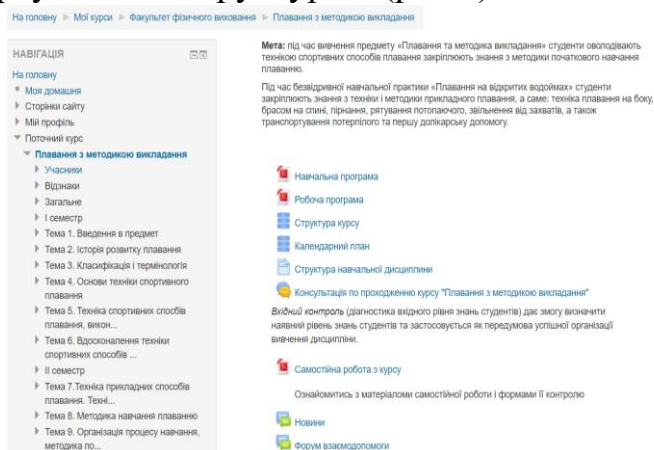 На головну ► Мої курси ► Факультет фізичного виховання ► Плавання з методикою викладання
НАВІГАЦІЯ
На головну
Моя домашня
Сторінки сайту
Мій профіль
Поточний курс
Плавання з методикою викладання
Учасники
Відзнаки
Загальне
I семестр
Тема 1. Введення в предмет
Тема 2. Історія розвитку плавання
Тема 3. Класифікація і термінологія
Тема 4. Основи техніки спортивного
плавання
Тема 5. Техніка спортивних способів
плавання, викон...
Тема 6. Вдосконалення техніки
спортивних способів ...
II семестр
Тема 7.Техніка прикладних способів
плавання. Техні...
Тема 8. Методика навчання плаванню
Тема 9. Організація процесу навчання,
методика по...
Мета: під час вивчення предмету «Плавання та методика викладання» студенти оволодівають
технікою спортивних способів плавання закріплюють знання з методики початкового навчання
плаванню.
Під час безвідривної навчальної практики «Плавання на відкритих водоймах» студенти
закріплюють знання з техніки і методики прикладного плавання, а саме: техніка плавання на боку,
брасом на спині, пірнання, рятування потопаючого, звільнення від захватів, а також
транспортування потерпілого та першу долікарську допомогу.
Навчальна програма
Робоча програма
Структура курсу
Календарний план
Структура навчальної дисципліни
Консультація по проходженню курсу "Плавання з методикою викладання"
Вхідний контроль (діагностика вхідного рівня знань студентів) дає змогу визначити
наявний рівень знань студентів та застосовується як передумова успішної організації
вивчення дисципліни.
Самостійна робота з курсу
Ознайомитись з матеріаломи самостійної роботи і формами її контролю
Новини
Форум взаємодопомоги